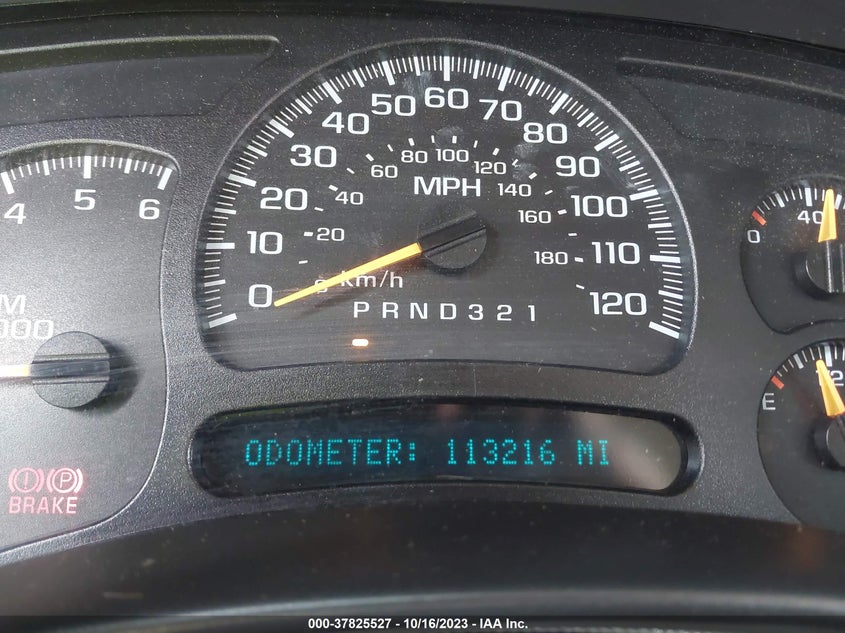 4 5 6
M
000
BRAKE
0 10 20 30 40 50 60 70 80 90 100 110 120
20 40 60 80 100 120 140 160 180
MPH
km/h
PRND321
ODOMETER: 113216 MI
0 40
E
P
000-37825527 - 10/16/2023 - IAA Inc.